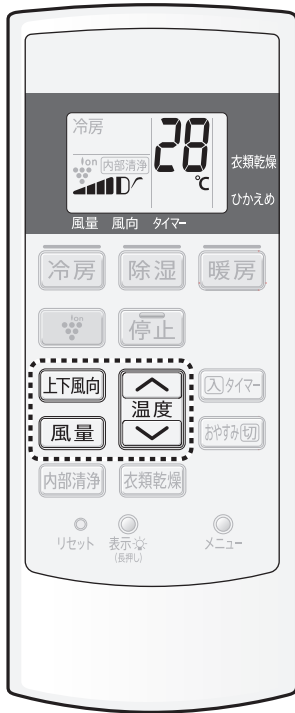 冷房 28℃
Ion 内部清浄
衣類乾燥
ひかえめ
風量 風向 タイマー
冷房 除湿 暖房
Ion 停止
上下風向 温度 入タイマー
風量 おやすみ切
内部清浄 衣類乾燥
リセット 表示 メニュー
(長押し)